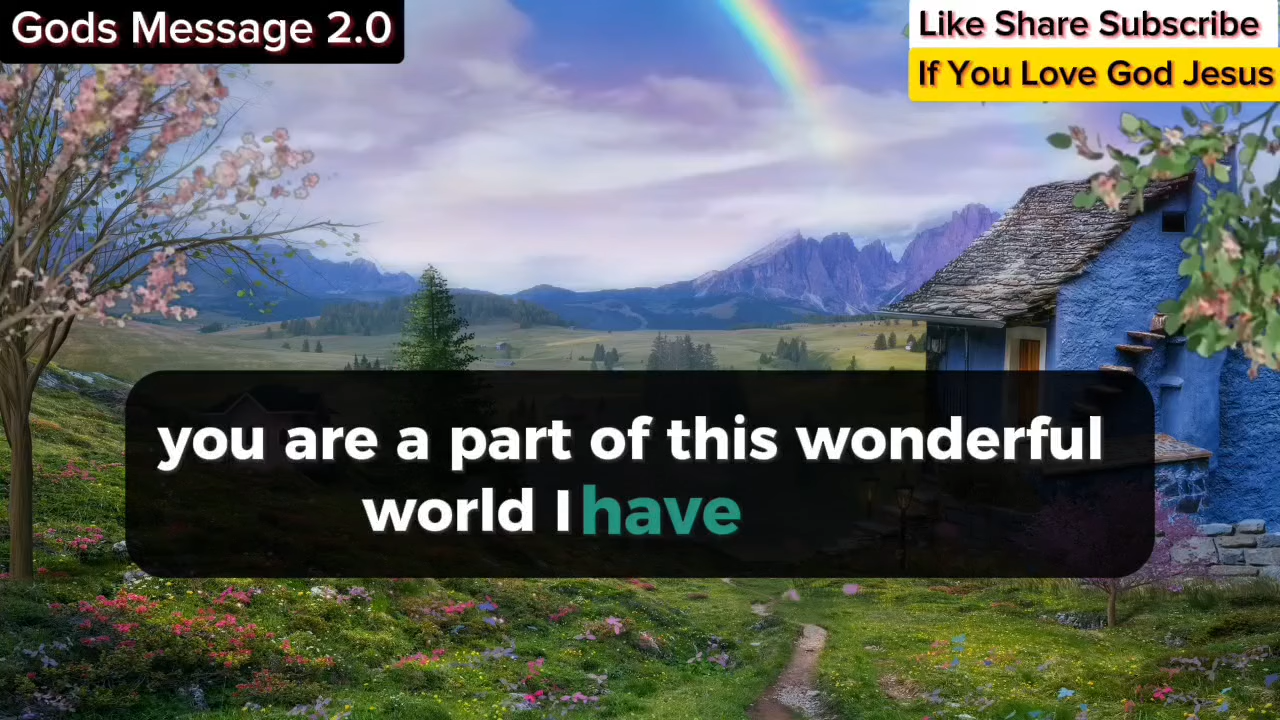 Gods Message 2.0
Like Share Subscribe
If You Love God Jesus
you are a part of this wonderful
world I have